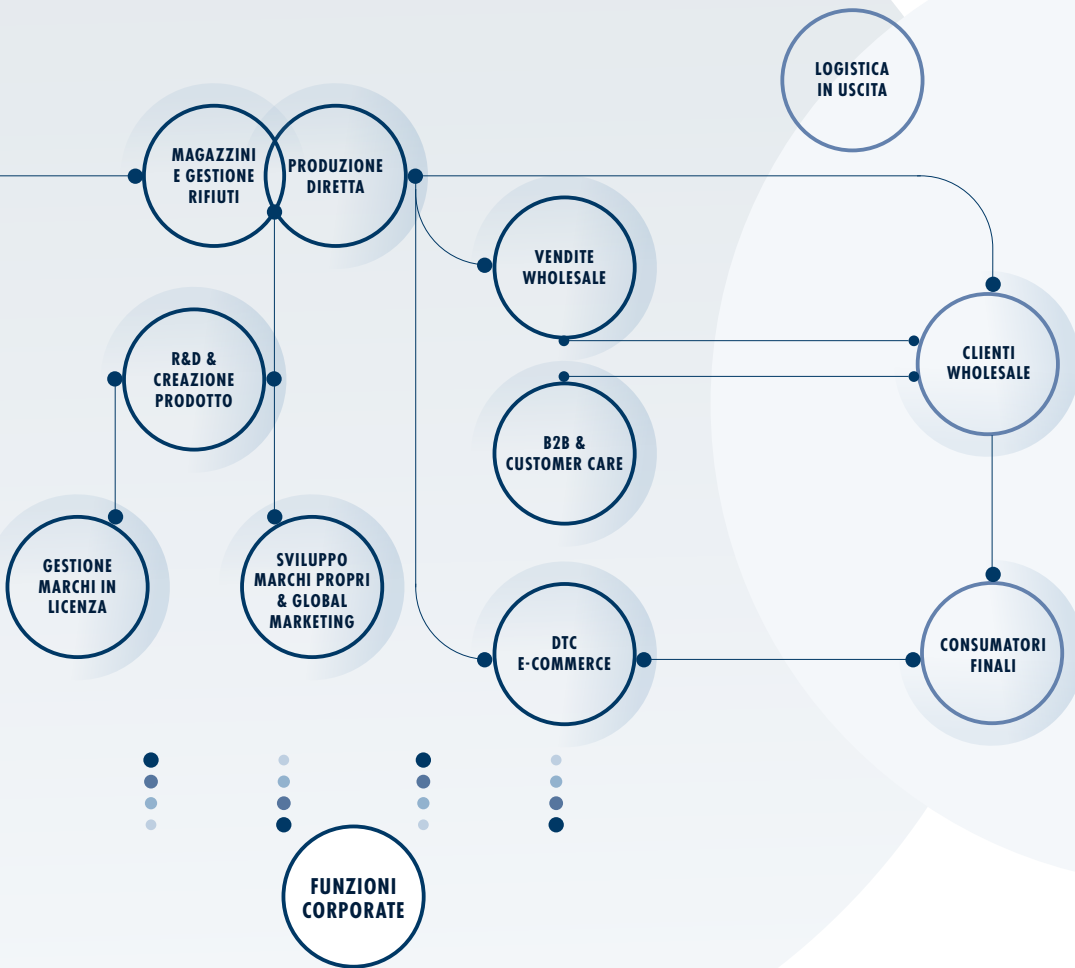 LOGISTICA
IN USCITA
MAGAZZINI
E GESTIONE
RIFIUTI
PRODUZIONE
DIRETTA
VENDITE
WHOLESALE
CLIENTI
WHOLESALE
R&D &
CREAZIONE
PRODOTTO
B2B &
CUSTOMER CARE
GESTIONE
MARCHI IN
LICENZA
SVILUPPO
MARCHI PROPRI
& GLOBAL
MARKETING
DTC
E-COMMERCE
CONSUMATORI
FINALI
FUNZIONI
CORPORATE